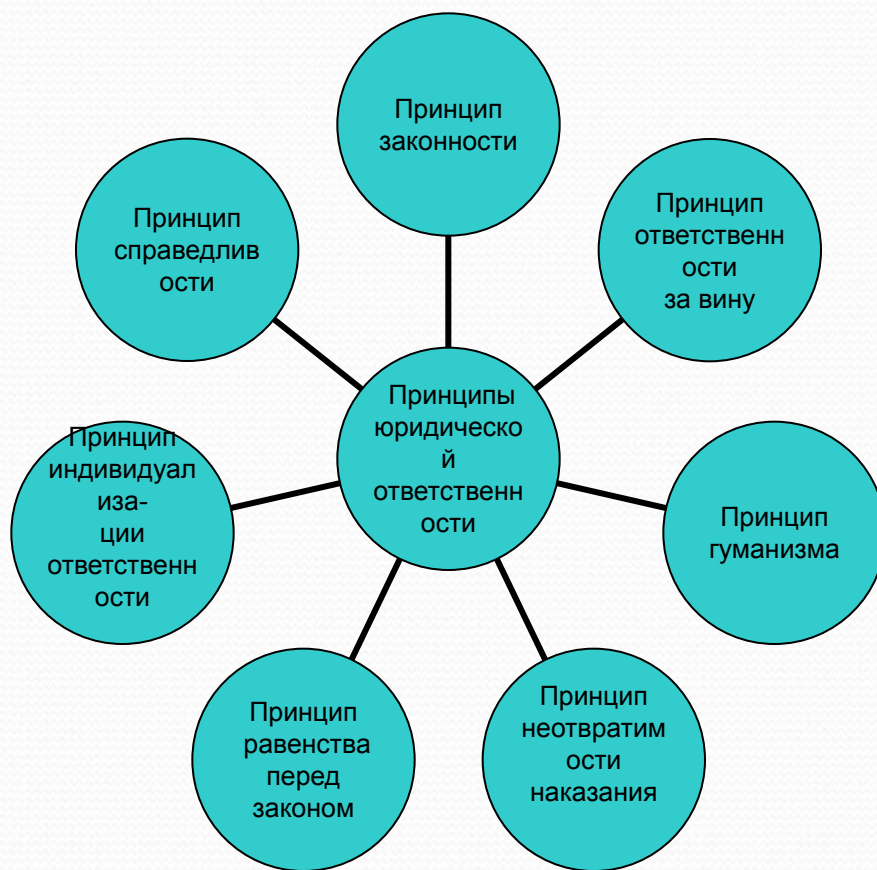 Принцип
законности
Принцип
ответственн
ости
за вину
Принцип
гуманизма
Принцип
неотвратим
ости
наказания
Принцип
равенства
перед
законом
Принцип
индивидуал
иза-
ции
ответственн
ости
Принцип
справедлив
ости
Принципы
юридическо
й
ответственн
ости